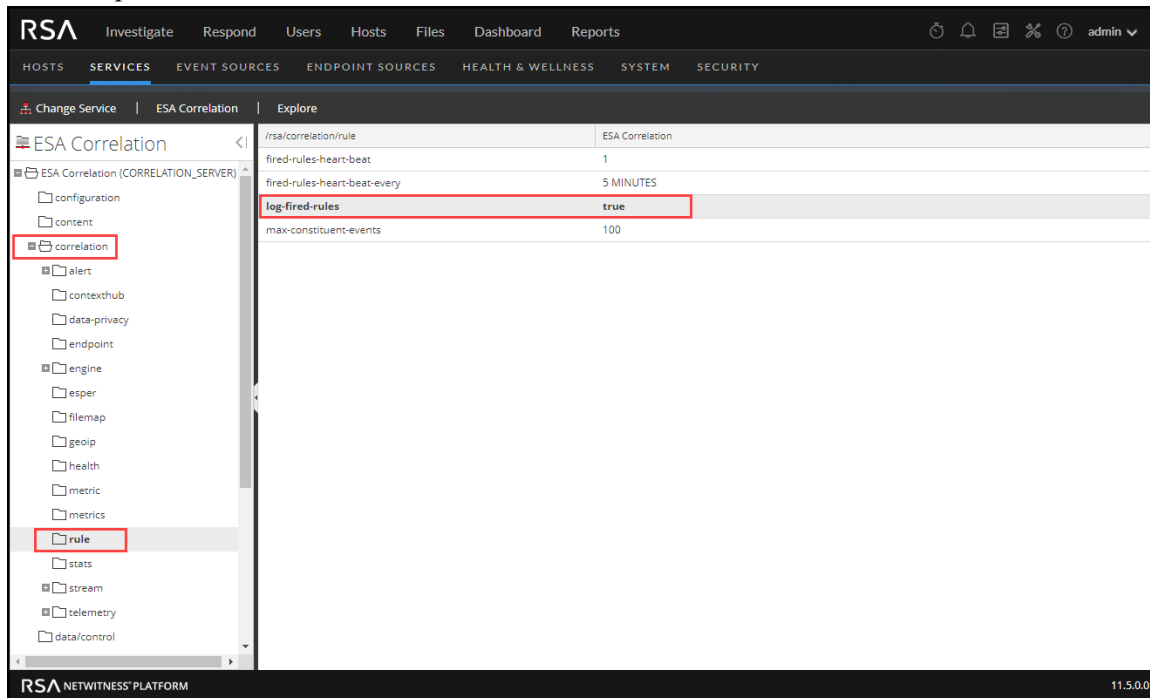 RSA Investigate Respond Users Hosts Files Dashboard Reports admin
HOSTS SERVICES EVENT SOURCES ENDPOINT SOURCES HEALTH & WELLNESS SYSTEM SECURITY
Change Service | ESA Correlation | Explore
ESA Correlation
ESA Correlation (CORRELATION_SERVER)
configuration
content
correlation
alert
contexthub
data-privacy
endpoint
engine
esper
filemap
geoip
health
metric
metrics
rule
stats
stream
telemetry
data/control
/rsa/correlation/rule ESA Correlation
fired-rules-heart-beat 1
fired-rules-heart-beat-every 5 MINUTES
log-fired-rules true
max-constituent-events 100
RSA NETWITNESS® PLATFORM 11.5.0.0